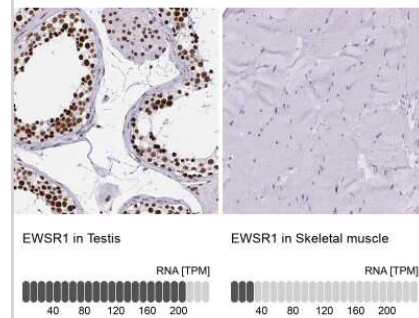 EWSR1 in Testis
RNA [TPM]
40 80 120 160 200
EWSR1 in Skeletal muscle
RNA [TPM]
40 80 120 160 200